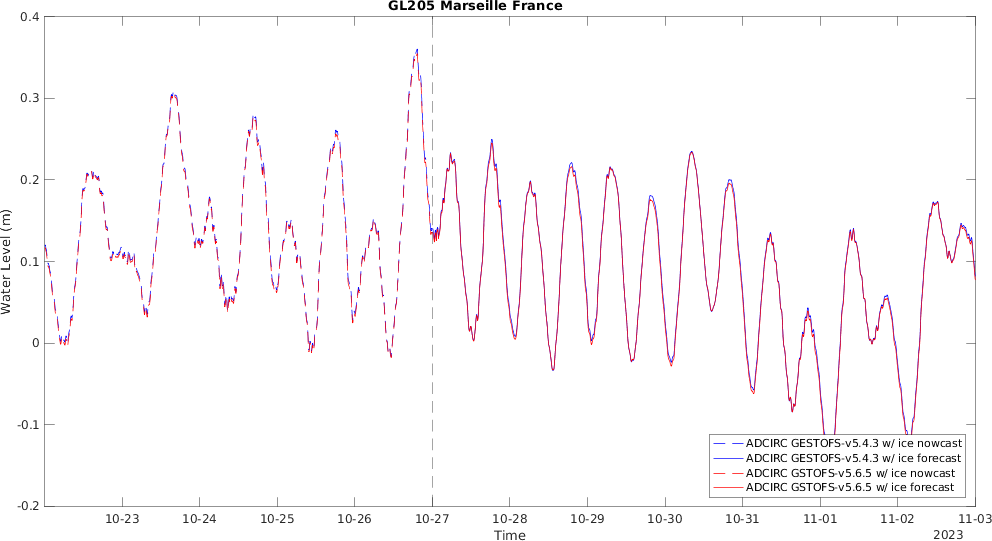 GL205 Marseille France
0.4
0.3
0.2
0.1
0
-0.1
-0.2
Water Level (m)
ADCIRC GESTOFS-v5.4.3 w/ ice nowcast
ADCIRC GESTOFS-v5.4.3 w/ ice forecast
ADCIRC GSTOFS-v5.6.5 w/ ice nowcast
ADCIRC GSTOFS-v5.6.5 w/ ice forecast
10-23 10-24 10-25 10-26 10-27 10-28 10-29 10-30 10-31 11-01 11-02 11-03
Time
2023